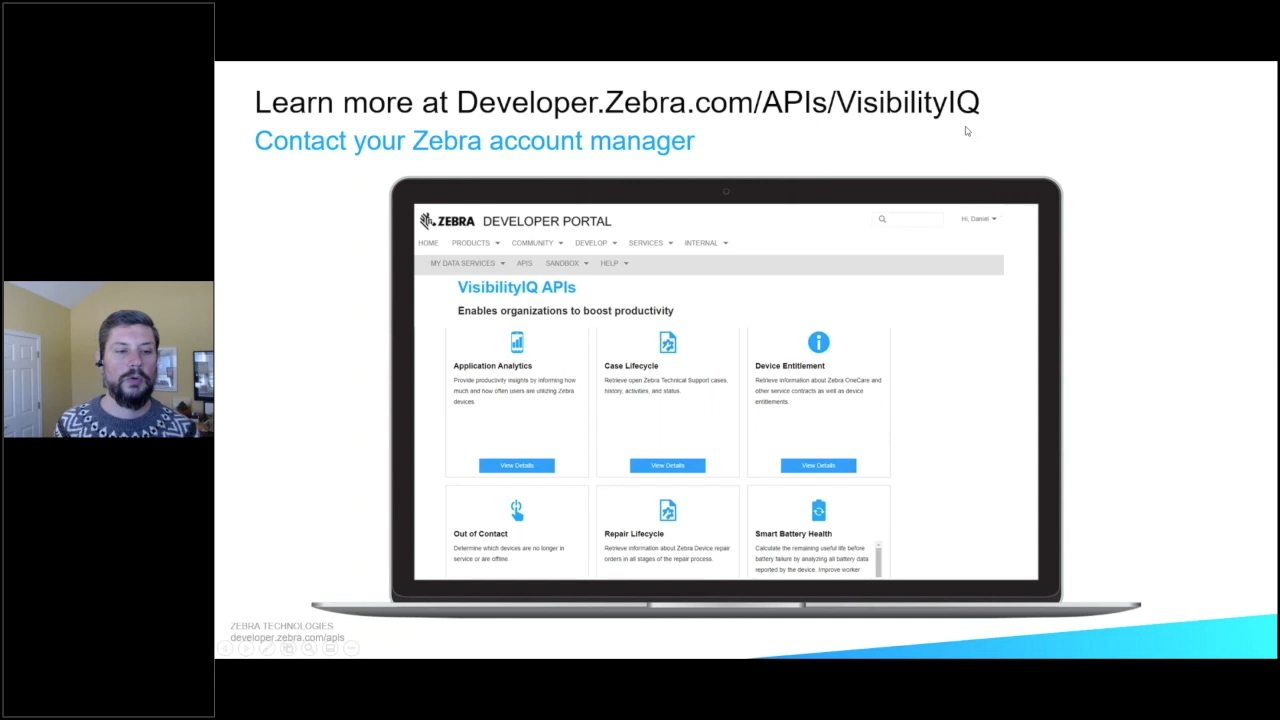 Learn more at Developer.Zebra.com/APIs/VisibilityIQ
Contact your Zebra account manager
ZEBRA DEVELOPER PORTAL
Hi, Daniel
HOME PRODUCTS COMMUNITY DEVELOP SERVICES INTERNAL
MY DATA SERVICES APIS SANDBOX HELP
VisibilityIQ APIs
Enables organizations to boost productivity
Application Analytics
Provide productivity insights by informing how
much and how often users are utilizing Zebra
devices.
View Details
Case Lifecycle
Retrieve open Zebra Technical Support cases,
history, activities, and status.
View Details
Device Entitlement
Retrieve information about Zebra OneCare and
other service contracts as well as device
entitlements.
View Details
Out of Contact
Determine which devices are no longer in
service or are offline.
Repair Lifecycle
Retrieve information about Zebra Device repair
orders in all stages of the repair process.
Smart Battery Health
Calculate the remaining useful life before
battery failure by analyzing all battery data
reported by the device. Improve worker
ZEBRA TECHNOLOGIES
developer.zebra.com/apis